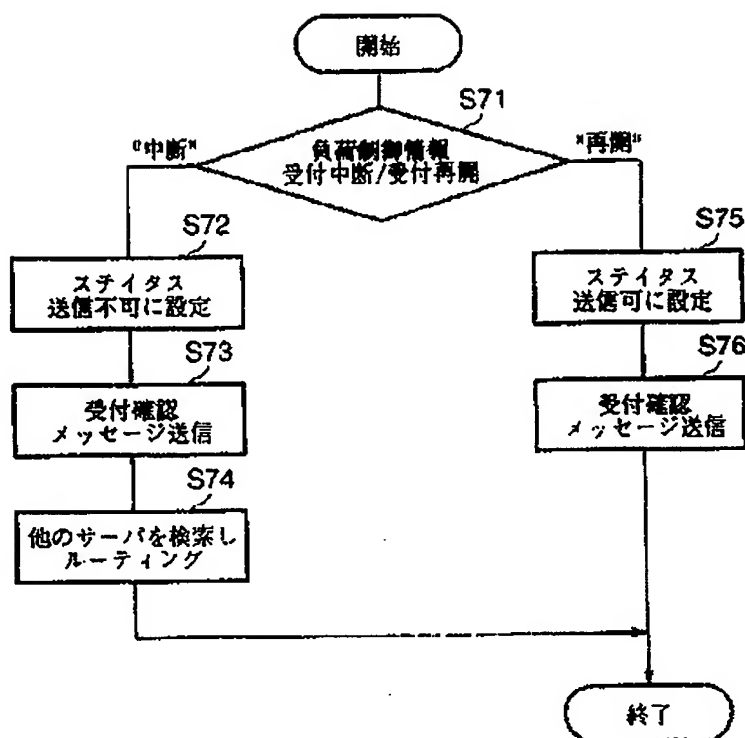 開始
S71
"中断"
負荷制御情報
受付中断/受付再開
"再開"
S72
ステイタス
送信不可に設定
S75
ステイタス
送信可に設定
S73
受付確認
メッセージ送信
S76
受付確認
メッセージ送信
S74
他のサーバを検索し
ルーティング
終了